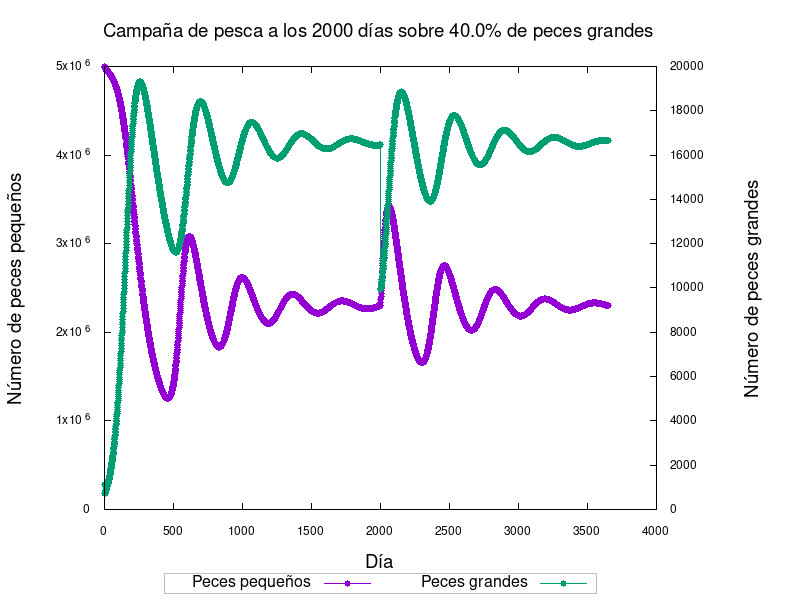 Campaña de pesca a los 2000 días sobre 40.0% de peces grandes
Número de peces pequeños
5x10 6
4x10 6
3x10 6
2x10 6
1x10 6
0
20000
18000
16000
14000
12000
10000
8000
6000
4000
2000
0
Número de peces grandes
0 500 1000 1500 2000 2500 3000 3500 4000
Día
Peces pequeños Peces grandes